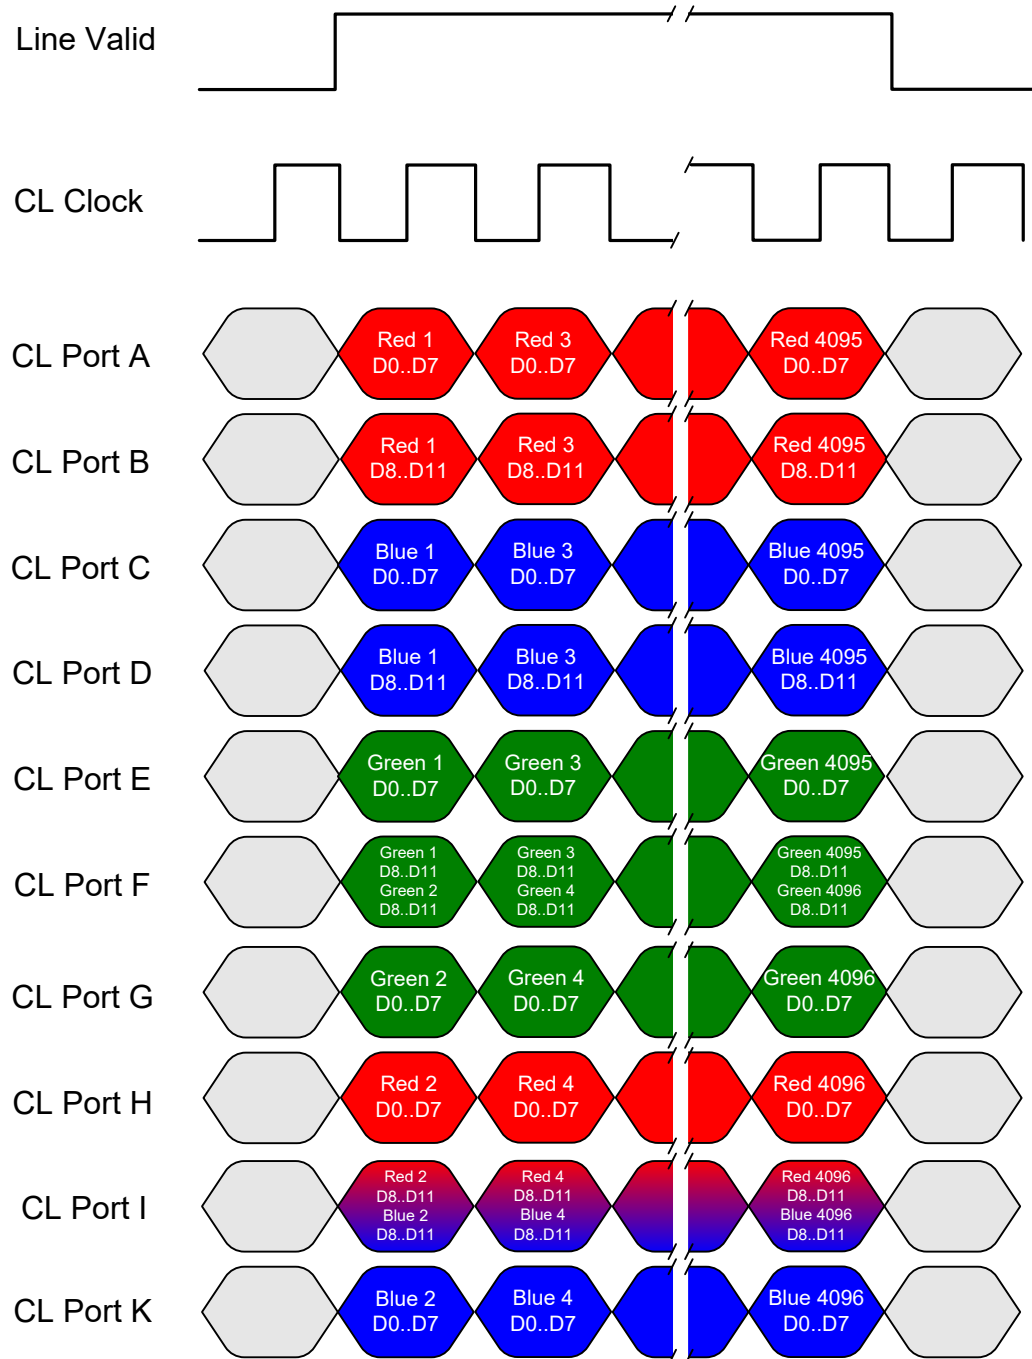 Line Valid
CL Clock
CL Port A
Red 1
D0..D7
Red 3
D0..D7
Red 4095
D0..D7
CL Port B
Red 1
D8..D11
Red 3
D8..D11
Red 4095
D8..D11
CL Port C
Blue 1
D0..D7
Blue 3
D0..D7
Blue 4095
D0..D7
CL Port D
Blue 1
D8..D11
Blue 3
D8..D11
Blue 4095
D8..D11
CL Port E
Green 1
D0..D7
Green 3
D0..D7
Green 4095
D0..D7
CL Port F
Green 1
D8..D11
Green 2
D8..D11
Green 3
D8..D11
Green 4
D8..D11
Green 4095
D8..D11
Green 4096
D8..D11
CL Port G
Green 2
D0..D7
Green 4
D0..D7
Green 4096
D0..D7
CL Port H
Red 2
D0..D7
Red 4
D0..D7
Red 4096
D0..D7
CL Port I
Red 2
D8..D11
Blue 2
D8..D11
Red 4
D8..D11
Blue 4
D8..D11
Red 4096
D8..D11
Blue 4096
D8..D11
CL Port K
Blue 2
D0..D7
Blue 4
D0..D7
Blue 4096
D0..D7